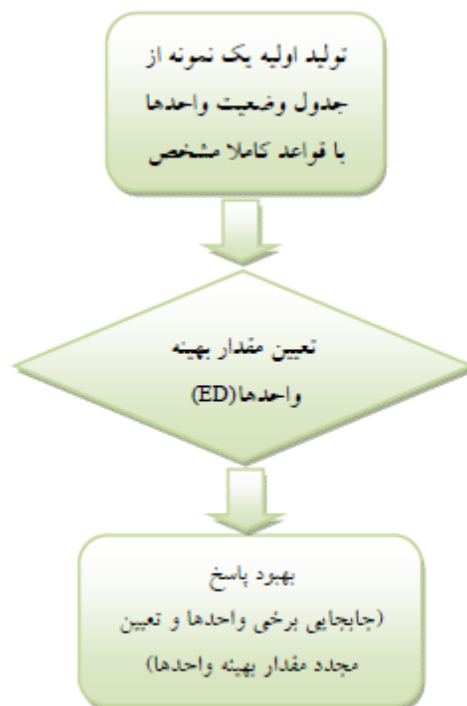 تولید اولیه یک نمونه از
جدول وضعیت واحدها
با قواعد کاملا مشخص
تعیین مقدار بهینه
واحدها(ED)
بهبود پاسخ
(جابجایی برخی واحدها و تعیین
مجدد مقدار بهینه واحدها)